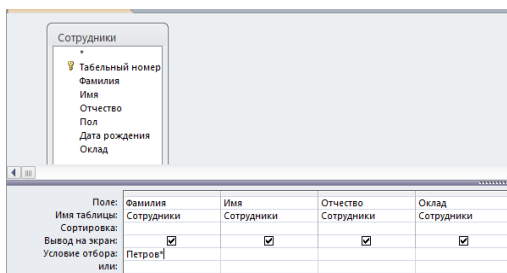 Сотрудники
*
Табельный номер
Фамилия
Имя
Отчество
Пол
Дата рождения
Оклад
Поле: Фамилия Имя Отчество Оклад
Имя таблицы: Сотрудники Сотрудники Сотрудники Сотрудники
Сортировка:
Вывод на экран:
Условие отбора: Петров*
или: